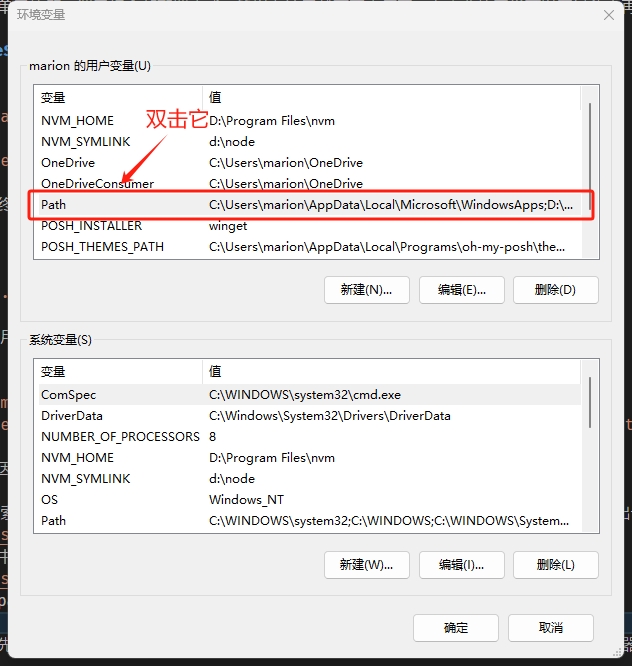 环境变量
marion 的用户变量(U)
变量 值
NVM_HOME D:\Program Files\nvm
双击它
NVM_SYMLINK d:\node
OneDrive C:\Users\marion\OneDrive
OneDriveConsumer C:\Users\marion\OneDrive
Path C:\Users\marion\AppData\Local\Microsoft\WindowsApps;D:\...
POSH_INSTALLER winget
POSH_THEMES_PATH C:\Users\marion\AppData\Local\Programs\oh-my-posh\the...
新建(N)... 编辑(E)... 删除(D)
系统变量(S)
变量 值
ComSpec C:\WINDOWS\system32\cmd.exe
DriverData C:\Windows\System32\Drivers\DriverData
NUMBER_OF_PROCESSORS 8
NVM_HOME D:\Program Files\nvm
NVM_SYMLINK d:\node
OS Windows_NT
Path C:\WINDOWS\system32;C:\WINDOWS;C:\WINDOWS\System...
新建(W)... 编辑(I)... 删除(L)
确定 取消